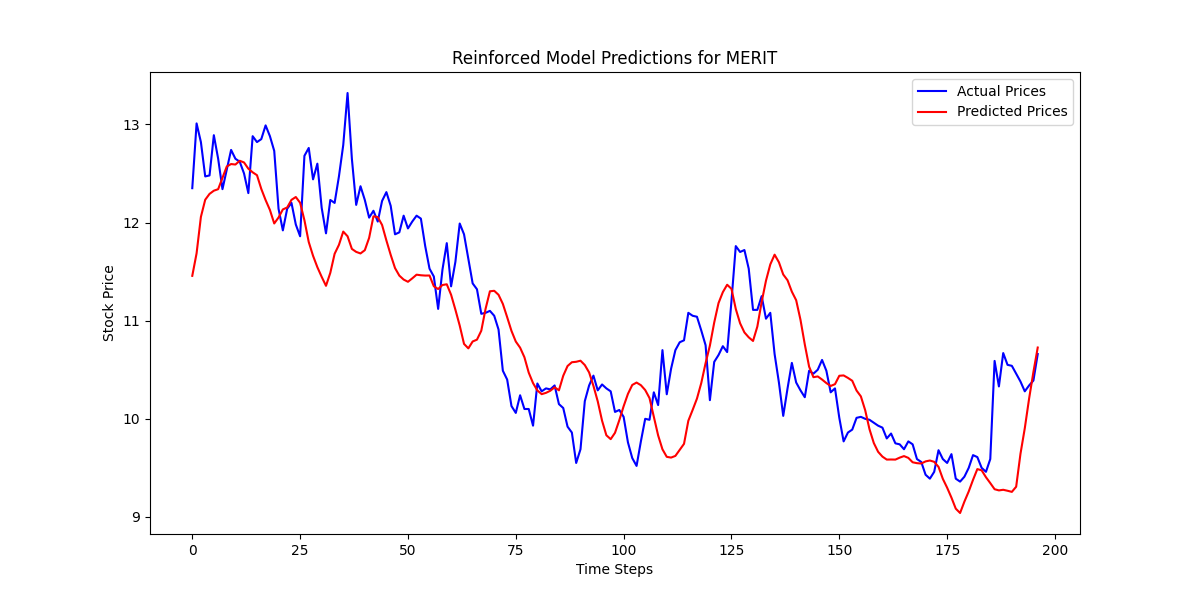 Reinforced Model Predictions for MERIT
Actual Prices
Predicted Prices
13
12
11
10
9
Stock Price
0 25 50 75 100 125 150 175 200
Time Steps